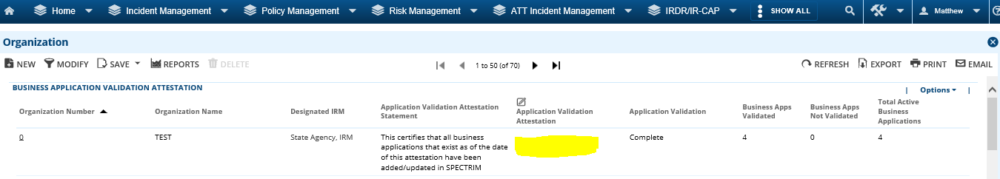 Home Incident Management Policy Management Risk Management ATT Incident Management IRDR/IR-CAP SHOW ALL Matthew
Organization
NEW MODIFY SAVE REPORTS DELETE 1 to 50 (of 70) REFRESH EXPORT PRINT EMAIL
BUSINESS APPLICATION VALIDATION ATTESTATION | Options |
Organization Number Organization Name Designated IRM Application Validation Attestation Statement Application Validation Attestation Application Validation Business Apps Validated Business Apps Not Validated Total Active Business Applications
0 TEST State Agency, IRM This certifies that all business Complete 4 0 4
applications that exist as of the date
of this attestation have been
added/updated in SPECTRIM